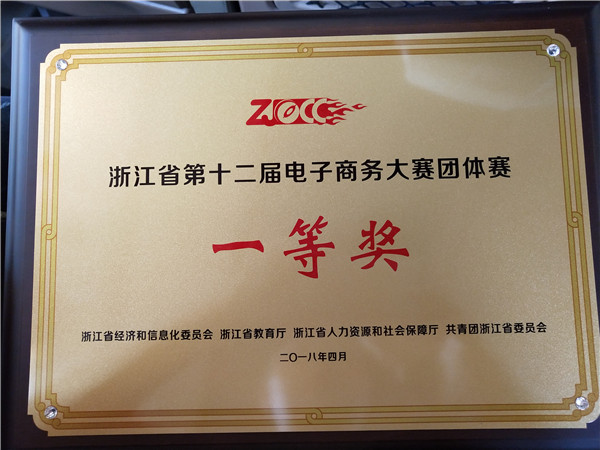 ZJOCC
浙江省第十二届电子商务大赛团体赛
一等奖
浙江省经济和信息化委员会 浙江省教育厅 浙江省人力资源和社会保障厅 共青团浙江省委员会
二〇一八年四月